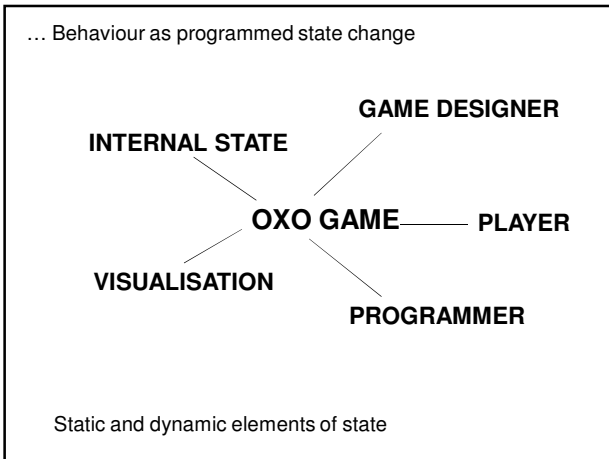 … Behaviour as programmed state change
GAME DESIGNER
INTERNAL STATE
OXO GAME
PLAYER
VISUALISATION
PROGRAMMER
Static and dynamic elements of state